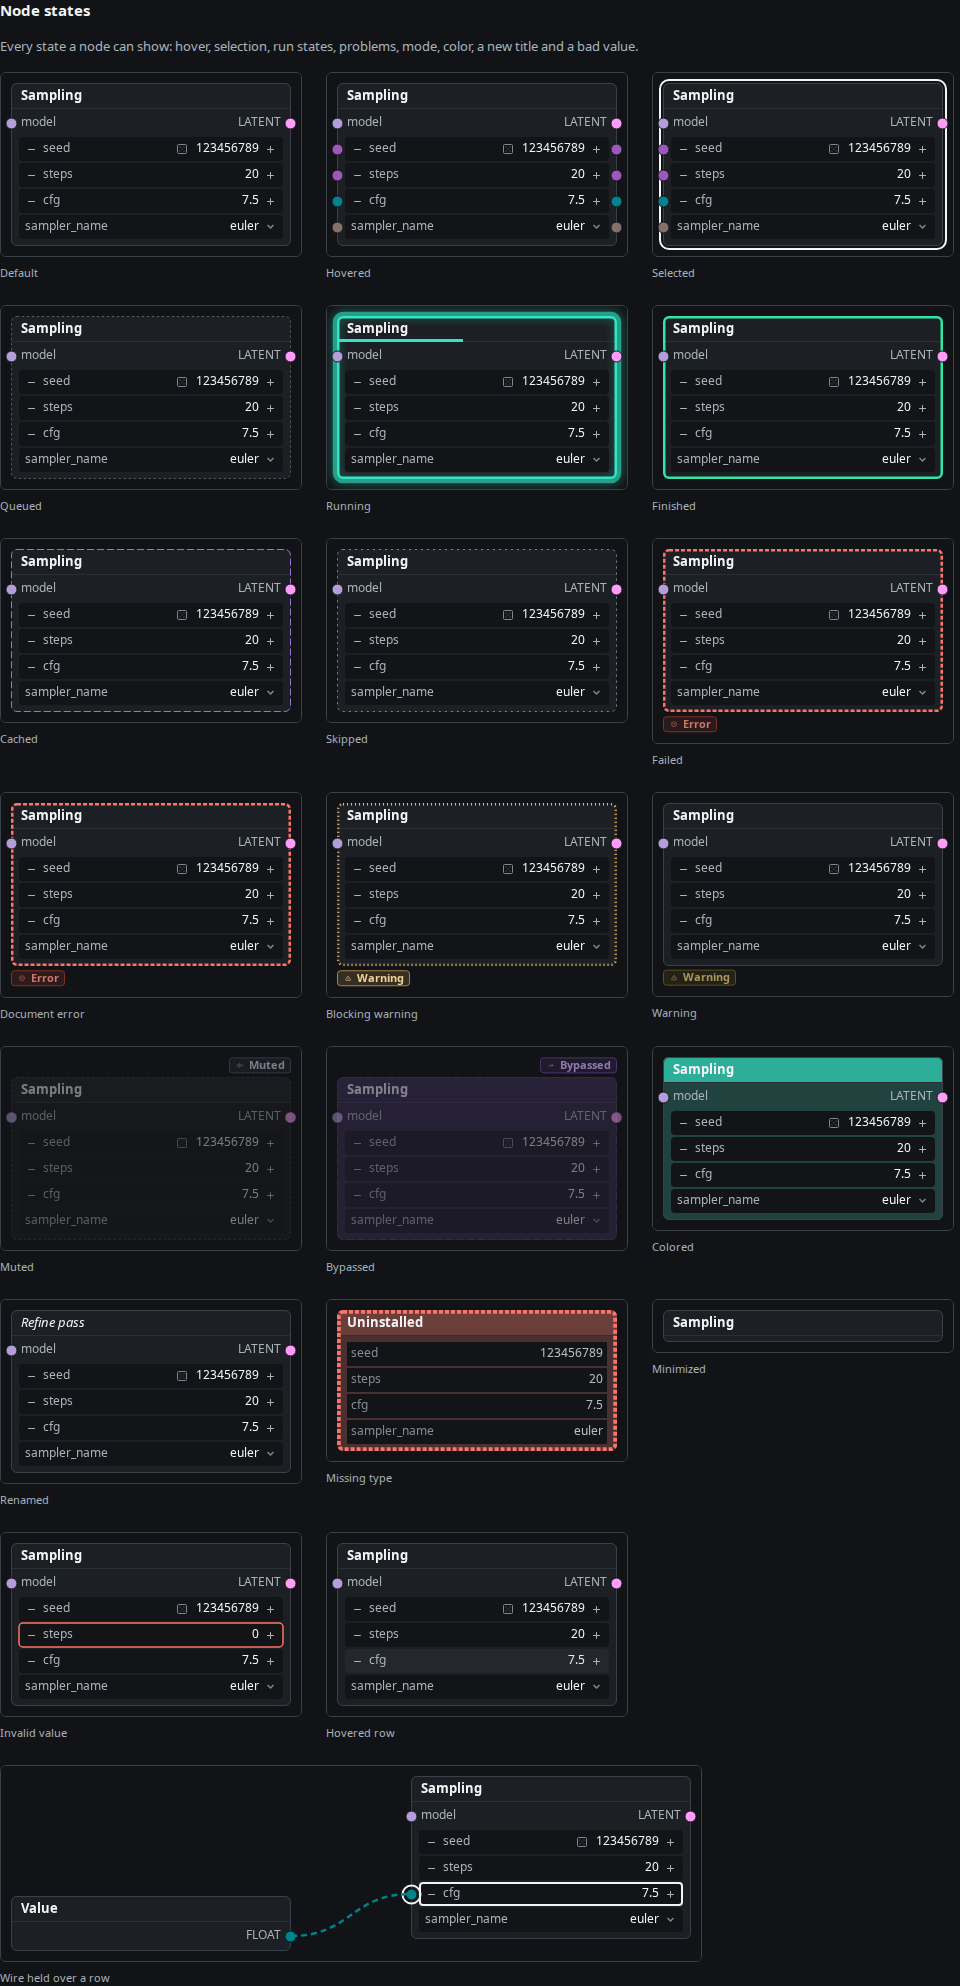 Node states
Every state a node can show: hover, selection, run states, problems, mode, color, a new title and a bad value.
Sampling
model LATENT
− seed 123456789 +
− steps 20 +
− cfg 7.5 +
sampler_name euler
Default
Sampling
model LATENT
− seed 123456789 +
− steps 20 +
− cfg 7.5 +
sampler_name euler
Hovered
Sampling
model LATENT
− seed 123456789 +
− steps 20 +
− cfg 7.5 +
sampler_name euler
Selected
Sampling
model LATENT
− seed 123456789 +
− steps 20 +
− cfg 7.5 +
sampler_name euler
Queued
Sampling
model LATENT
− seed 123456789 +
− steps 20 +
− cfg 7.5 +
sampler_name euler
Running
Sampling
model LATENT
− seed 123456789 +
− steps 20 +
− cfg 7.5 +
sampler_name euler
Finished
Sampling
model LATENT
− seed 123456789 +
− steps 20 +
− cfg 7.5 +
sampler_name euler
Cached
Sampling
model LATENT
− seed 123456789 +
− steps 20 +
− cfg 7.5 +
sampler_name euler
Skipped
Sampling
model LATENT
− seed 123456789 +
− steps 20 +
− cfg 7.5 +
sampler_name euler
Error
Failed
Sampling
model LATENT
− seed 123456789 +
− steps 20 +
− cfg 7.5 +
sampler_name euler
Error
Document error
Sampling
model LATENT
− seed 123456789 +
− steps 20 +
− cfg 7.5 +
sampler_name euler
Warning
Blocking warning
Sampling
model LATENT
− seed 123456789 +
− steps 20 +
− cfg 7.5 +
sampler_name euler
Warning
Warning
Muted
Sampling
model LATENT
− seed 123456789 +
− steps 20 +
− cfg 7.5 +
sampler_name euler
Muted
Bypassed
Sampling
model LATENT
− seed 123456789 +
− steps 20 +
− cfg 7.5 +
sampler_name euler
Bypassed
Sampling
model LATENT
− seed 123456789 +
− steps 20 +
− cfg 7.5 +
sampler_name euler
Colored
Refine pass
model LATENT
− seed 123456789 +
− steps 20 +
− cfg 7.5 +
sampler_name euler
Renamed
Uninstalled
seed 123456789
steps 20
cfg 7.5
sampler_name euler
Missing type
Sampling
Minimized
Sampling
model LATENT
− seed 123456789 +
− steps 0 +
− cfg 7.5 +
sampler_name euler
Invalid value
Sampling
model LATENT
− seed 123456789 +
− steps 20 +
− cfg 7.5 +
sampler_name euler
Hovered row
Sampling
model LATENT
− seed 123456789 +
− steps 20 +
− cfg 7.5 +
sampler_name euler
Value
FLOAT
Wire held over a row